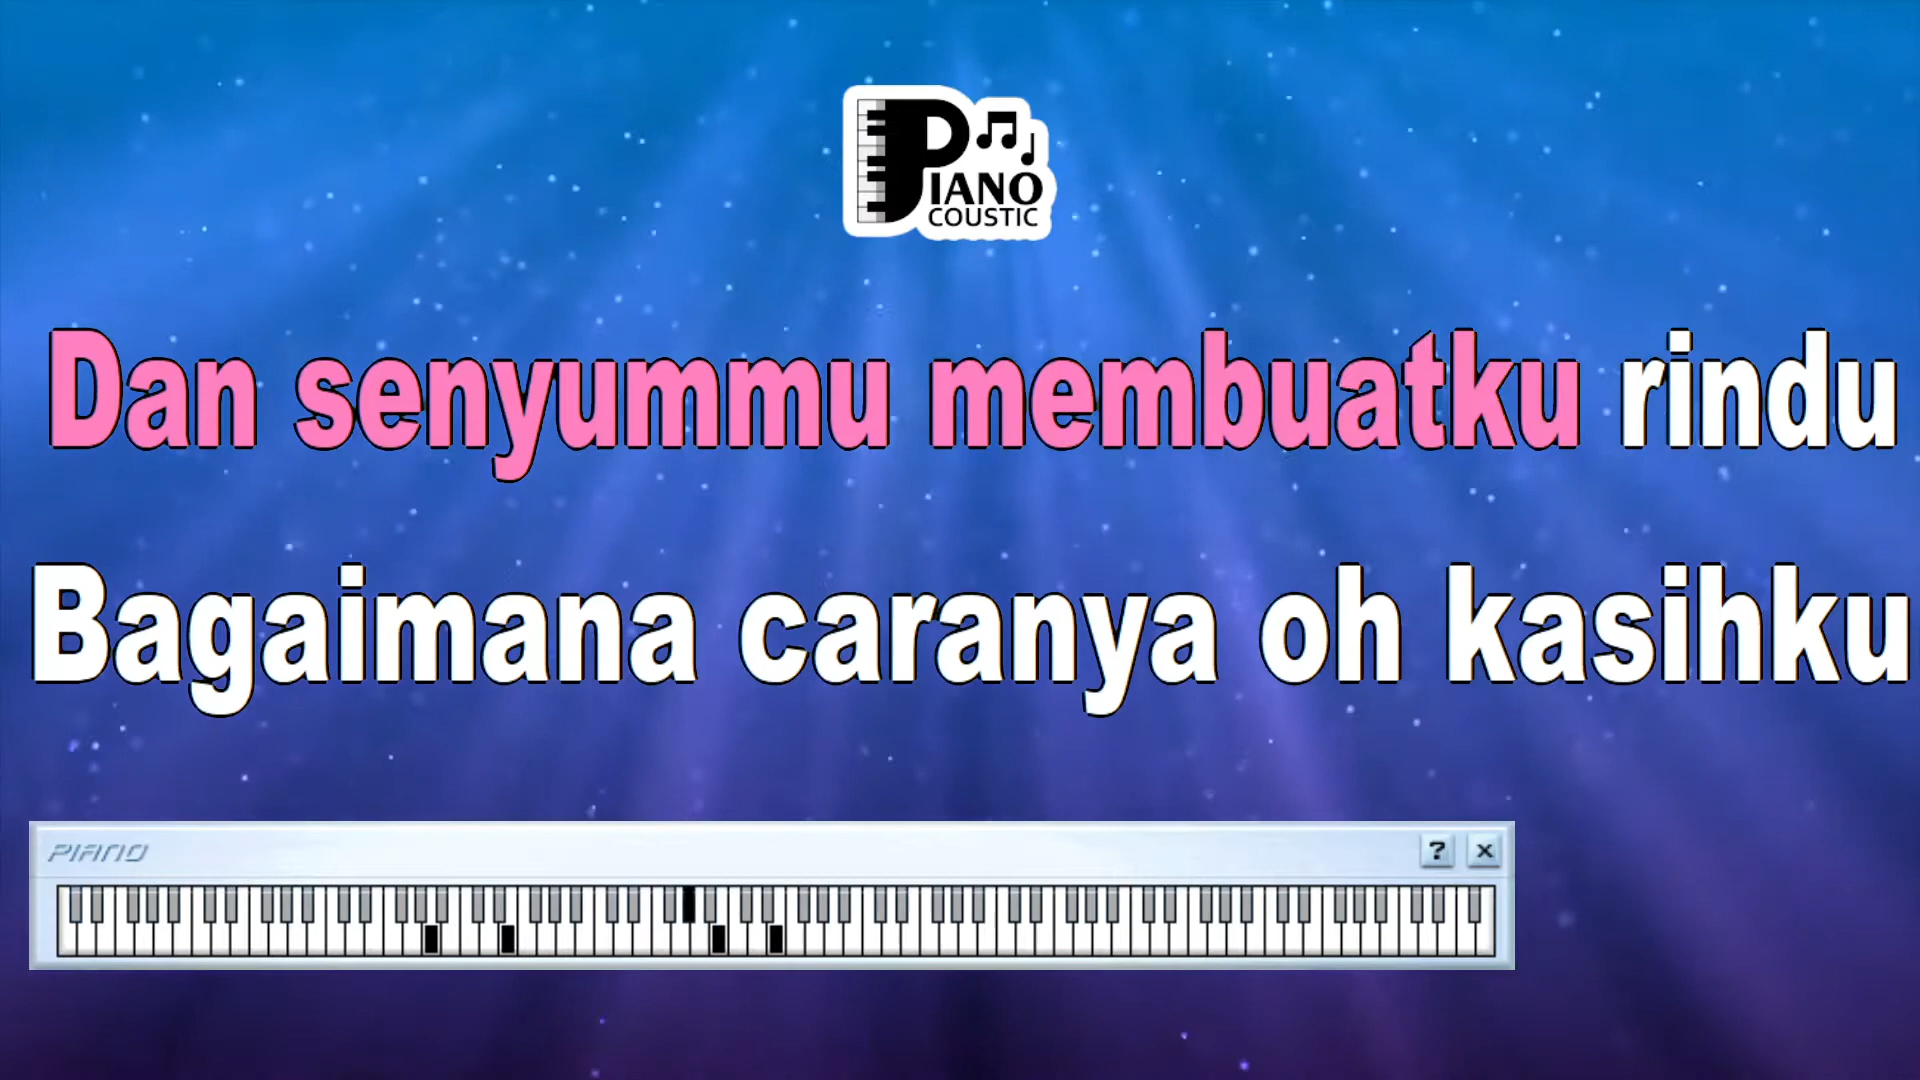 PIANO
COUSTIC
Dan senyummu membuatku rindu
Bagaimana caranya oh kasihku
PIANO
? x